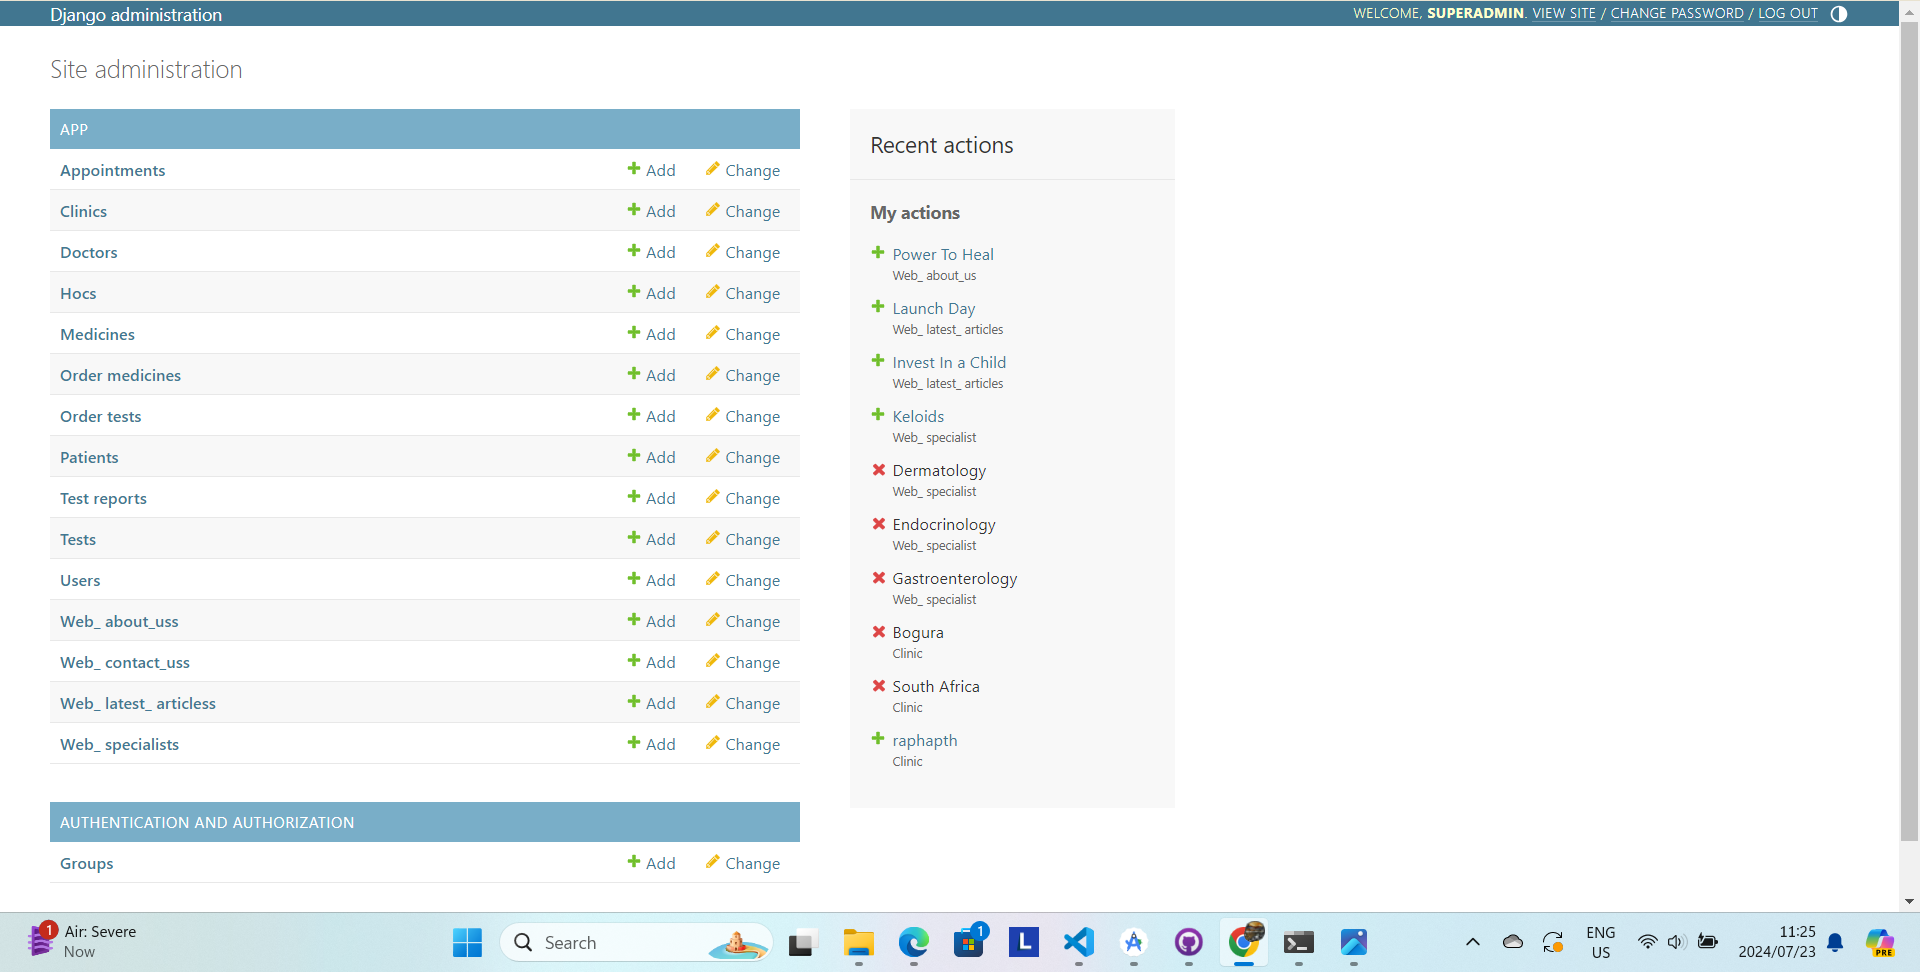 Django administration
WELCOME, SUPERADMIN. VIEW SITE / CHANGE PASSWORD / LOG OUT
Site administration
APP
Appointments Add Change
Clinics Add Change
Doctors Add Change
Hocs Add Change
Medicines Add Change
Order medicines Add Change
Order tests Add Change
Patients Add Change
Test reports Add Change
Tests Add Change
Users Add Change
Web_ about_uss Add Change
Web_ contact_uss Add Change
Web_ latest_ articless Add Change
Web_ specialists Add Change
AUTHENTICATION AND AUTHORIZATION
Groups Add Change
Recent actions
My actions
Power To Heal
Web_ about_us
Launch Day
Web_ latest_ articles
Invest In a Child
Web_ latest_ articles
Keloids
Web_ specialist
Dermatology
Web_ specialist
Endocrinology
Web_ specialist
Gastroenterology
Web_ specialist
Bogura
Clinic
South Africa
Clinic
raphapth
Clinic
1
Air: Severe
Now
Search
1
L
ENG
US
11:25
2024/07/23
PRE